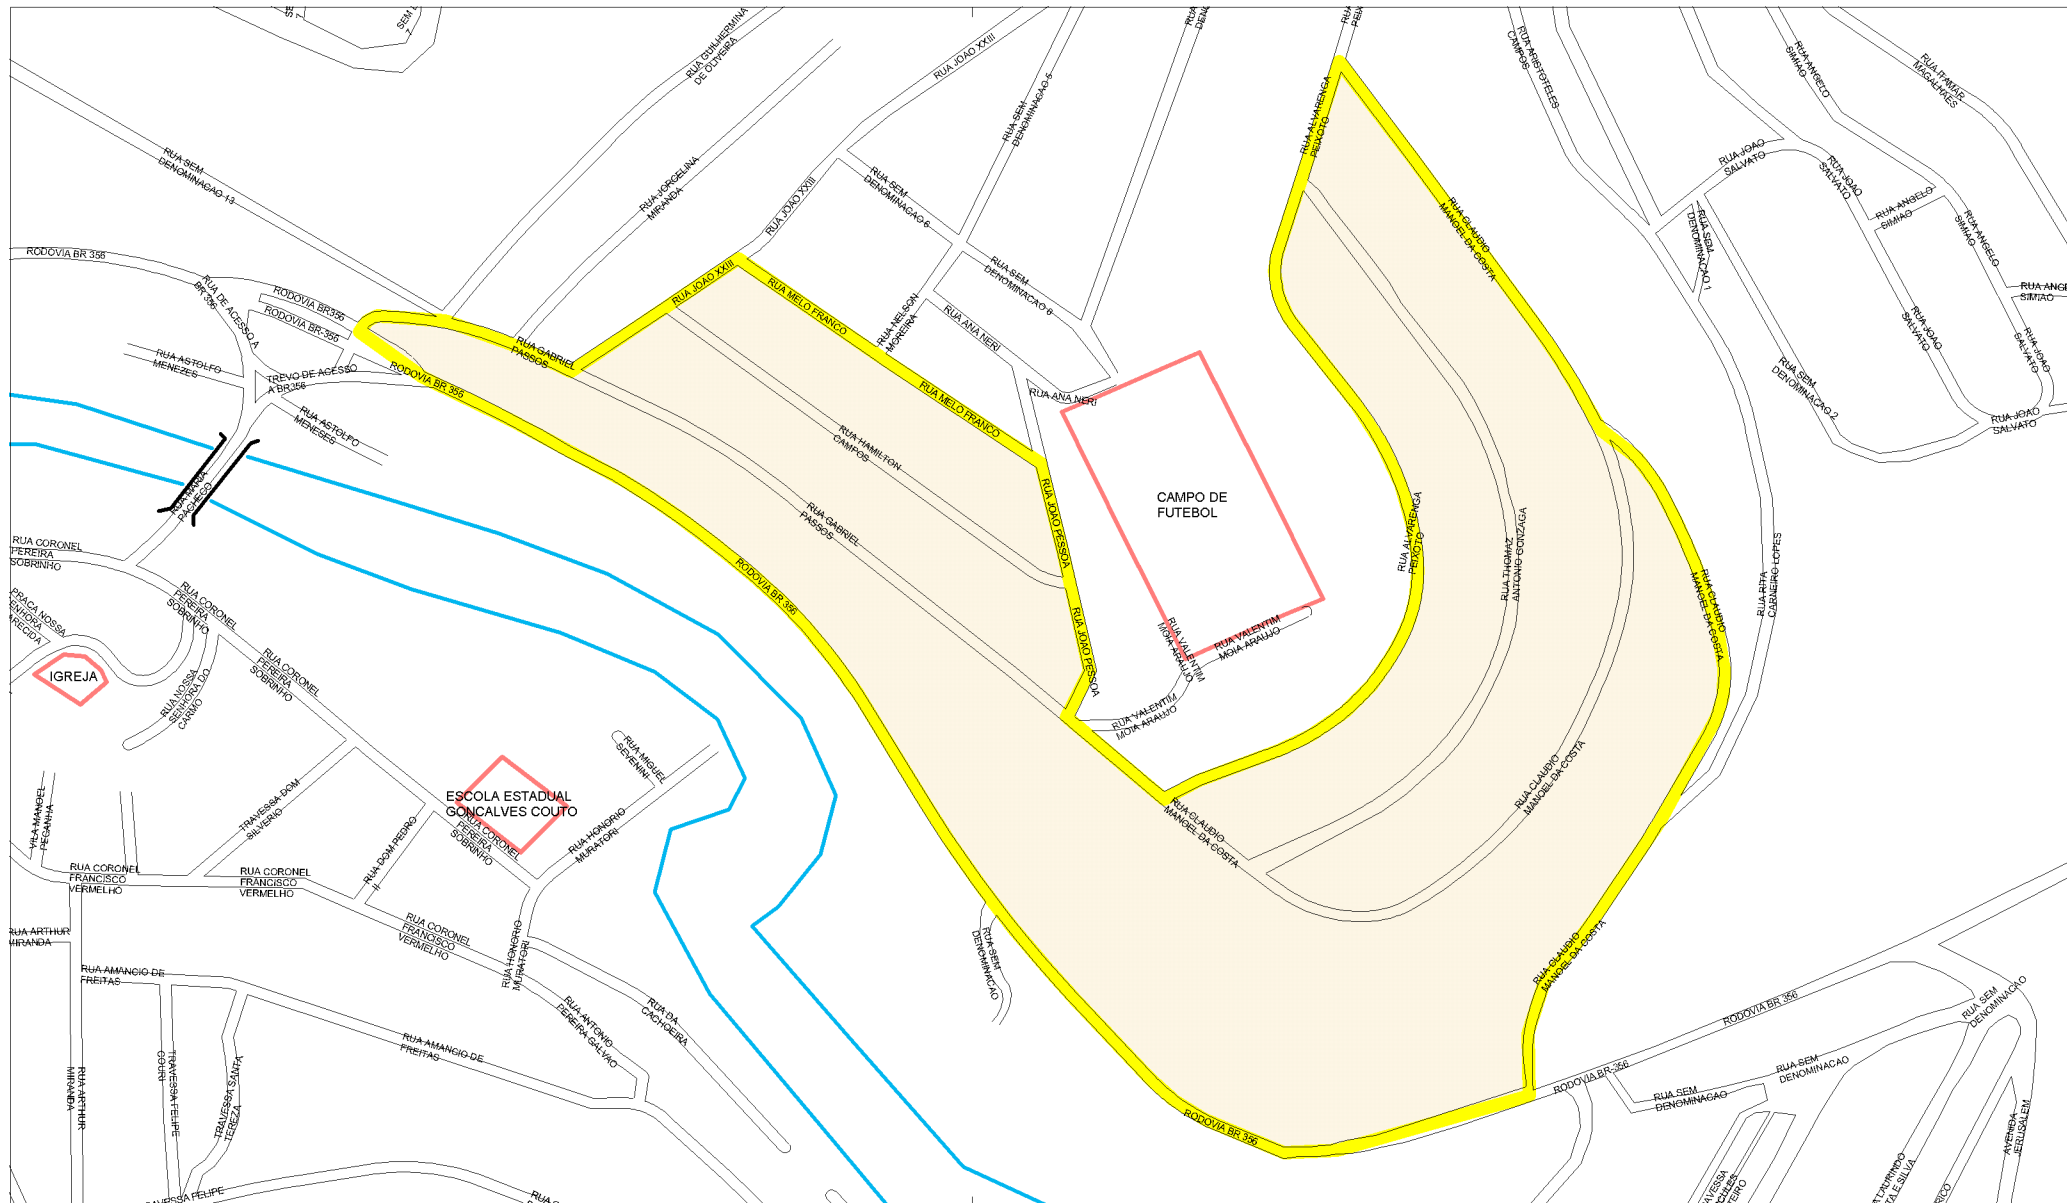 RUA GUILHERMINA
DE OLIVEIRA
RUA JOAO XXIII
RUA SEM
DENOMINACAO 5
RUA ALVARENGA
PEIXOTO
RUA ARISTOTELES
CAMPOS
RUA ANGELO
SIMIAO
RUA ITAMAR
MAGALHAES
RUA SEM
DENOMINACAO 13
RUA JORCELINA
MIRANDA
RUA JOAO XXIII
RUA SEM
DENOMINACAO 6
RUA JOAO
SALVATO
RUA JOAO
SALVATO
RUA ANGELO
SIMIAO
RUA ANGELO
SIMIAO
RUA CLAUDIO
MANOEL DA COSTA
RUA SEM
DENOMINACAO 1
RODOVIA BR 356
RUA DE ACESSO A
BR 356
RODOVIA BR356
RODOVIA BR-356
RUA JOAO XXIII
RUA MELO FRANCO
RUA NELSON
MOREIRA
RUA SEM
DENOMINACAO 6
RUA ANA NERI
RUA JOAO
SALVATO
RUA JOAO
SALVATO
SIMIAO
RUA ASTOLFO
MENEZES
TREVO DE ACESSO
A BR356
RODOVIA BR 356
RUA GABRIEL
PASSOS
RUA MELO FRANCO
RUA ANA NERI
RUA SEM
DENOMINACAO 2
RUA JOAO
SALVATO
RUA ASTOLFO
MENESES
RUA HAMILTON
CAMPOS
RUA MARIA
PACHECO
RUA GABRIEL
PASSOS
RUA JOAO PESSOA
CAMPO DE
FUTEBOL
RUA ALVARENGA
PEIXOTO
RUA THOMAZ
ANTONIO GONZAGA
RUA CLAUDIO
MANOEL DA COSTA
RUA RITA
CARNEIRO LOPES
RUA CORONEL
PEREIRA
SOBRINHO
RUA CORONEL
PEREIRA
SOBRINHO
PRACA NOSSA
RODOVIA BR 356
RUA JOAO PESSOA
RUA VALENTIM
MOIA ARAUJO
RUA VALENTIM
MOIA ARAUJO
RUA VALENTIM
MOIA ARAUJO
IGREJA
RUA NOSSA
SENHORA DO
CARMO
RUA CORONEL
PEREIRA
SOBRINHO
RUA MIGUEL
SEVENINI
RUA CLAUDIO
MANOEL DA COSTA
RUA CLAUDIO
MANOEL DA COSTA
VILA MANOEL
PECANHA
TRAVESSA DOM
SILVERIO
ESCOLA ESTADUAL
GONCALVES COUTO
RUA CORONEL
PEREIRA
SOBRINHO
RUA HONORIO
MURATORI
RUA DOM PEDRO
II
RUA CORONEL
FRANCISCO
VERMELHO
RUA CORONEL
FRANCISCO
VERMELHO
RUA CORONEL
FRANCISCO
VERMELHO
RUA ARTHUR
MIRANDA
RUA HONORIO
MURATORI
RUA SEM
DENOMINACAO
RUA CLAUDIO
MANOEL DA COSTA
RUA AMANCIO DE
FREITAS
RUA AMANCIO DE
FREITAS
RUA ANTONIO
PEREIRA GALVAO
RUA DA
CACHOEIRA
RODOVIA BR 356
RUA SEM
DENOMINACAO
RODOVIA BR-356
RUA SEM
DENOMINACAO
RUA SEM
DENOMINACAO
RUA ARTHUR
MIRANDA
TRAVESSA FELIPE
COURI
TRAVESSA SANTA
TEREZA
RODOVIA BR 356
AVENIDA
JERUSALEM